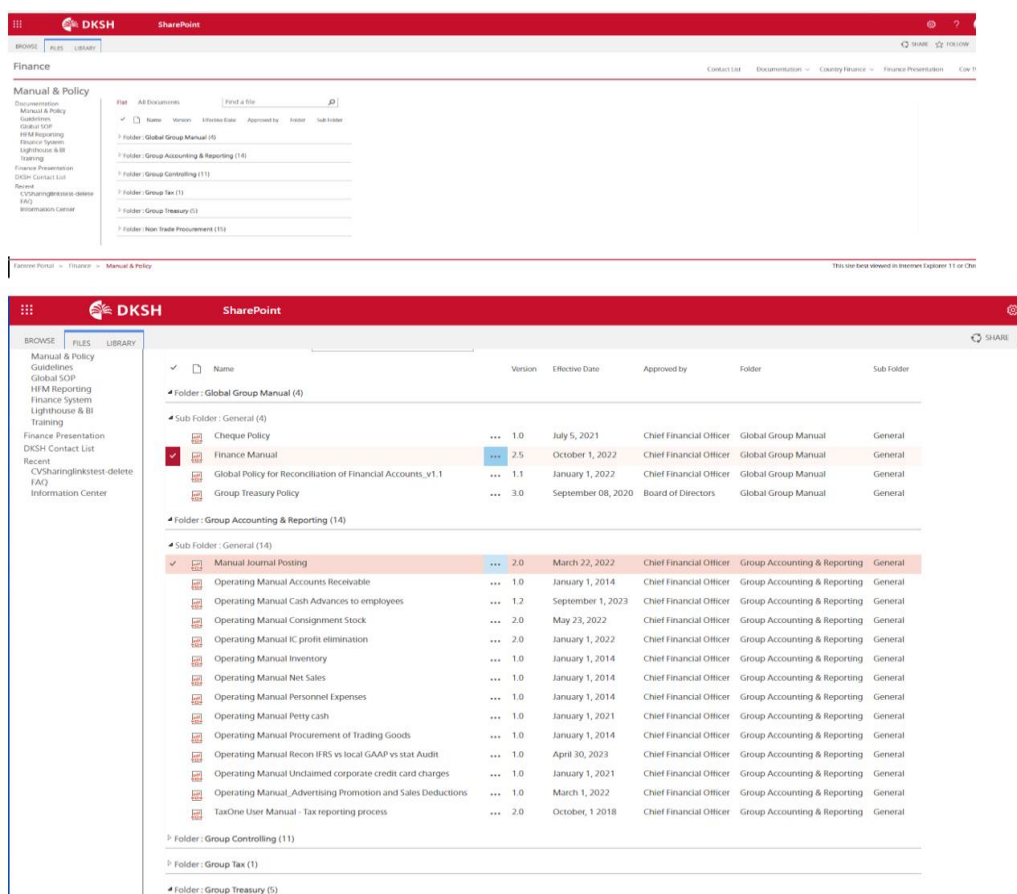 DKSH SharePoint ?
BROWSE FILES LIBRARY SHARE FOLLOW
Finance Contact List Documentation Country Finance Finance Presentation Cov 19
Manual & Policy
Documentation
Manual & Policy
Guidelines
Global SOP
HFM Reporting
Finance System
Lighthouse & BI
Training
Finance Presentation
DKSH Contact List
Recent
CVSharinglinkstest-delete
FAQ
Information Center
Flat All Documents Find a file
Name Version Effective Date Approved by Folder Sub Folder
Folder : Global Group Manual (4)
Folder : Group Accounting & Reporting (14)
Folder : Group Controlling (11)
Folder : Group Tax (1)
Folder : Group Treasury (5)
Folder : Non Trade Procurement (15)
Fantree Portal Finance Manual & Policy This site best viewed in Internet Explorer 11 or
DKSH SharePoint
BROWSE FILES LIBRARY SHARE
Manual & Policy
Guidelines
Global SOP
HFM Reporting
Finance System
Lighthouse & BI
Training
Finance Presentation
DKSH Contact List
Recent
CVSharinglinkstest-delete
FAQ
Information Center
Name Version Effective Date Approved by Folder Sub Folder
Folder : Global Group Manual (4)
Sub Folder : General (4)
Cheque Policy ... 1.0 July 5, 2021 Chief Financial Officer Global Group Manual General
Finance Manual ... 2.5 October 1, 2022 Chief Financial Officer Global Group Manual General
Global Policy for Reconciliation of Financial Accounts_v1.1 ... 1.1 January 1, 2022 Chief Financial Officer Global Group Manual General
Group Treasury Policy ... 3.0 September 08, 2020 Board of Directors Global Group Manual General
Folder : Group Accounting & Reporting (14)
Sub Folder : General (14)
Manual Journal Posting ... 2.0 March 22, 2022 Chief Financial Officer Group Accounting & Reporting General
Operating Manual Accounts Receivable ... 1.0 January 1, 2014 Chief Financial Officer Group Accounting & Reporting General
Operating Manual Cash Advances to employees ... 1.2 September 1, 2023 Chief Financial Officer Group Accounting & Reporting General
Operating Manual Consignment Stock ... 2.0 May 23, 2022 Chief Financial Officer Group Accounting & Reporting General
Operating Manual IC profit elimination ... 2.0 January 1, 2022 Chief Financial Officer Group Accounting & Reporting General
Operating Manual Inventory ... 1.0 January 1, 2014 Chief Financial Officer Group Accounting & Reporting General
Operating Manual Net Sales ... 1.0 January 1, 2014 Chief Financial Officer Group Accounting & Reporting General
Operating Manual Personnel Expenses ... 1.0 January 1, 2014 Chief Financial Officer Group Accounting & Reporting General
Operating Manual Petty cash ... 1.0 January 1, 2021 Chief Financial Officer Group Accounting & Reporting General
Operating Manual Procurement of Trading Goods ... 1.0 January 1, 2014 Chief Financial Officer Group Accounting & Reporting General
Operating Manual Recon IFRS vs local GAAP vs stat Audit ... 1.0 April 30, 2023 Chief Financial Officer Group Accounting & Reporting General
Operating Manual Unclaimed corporate credit card charges ... 1.0 January 1, 2021 Chief Financial Officer Group Accounting & Reporting General
Operating Manual_Advertising Promotion and Sales Deductions ... 1.0 March 1, 2022 Chief Financial Officer Group Accounting & Reporting General
TaxOne User Manual - Tax reporting process ... 2.0 October, 1 2018 Chief Financial Officer Group Accounting & Reporting General
Folder : Group Controlling (11)
Folder : Group Tax (1)
Folder : Group Treasury (5)